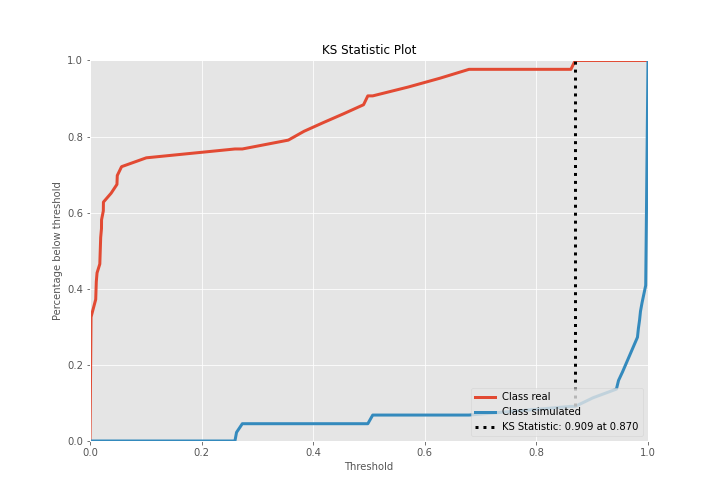 KS Statistic Plot
1.0
0.8
0.6
0.4
0.2
0.0
Percentage below threshold
Class real
Class simulated
KS Statistic: 0.909 at 0.870
0.0 0.2 0.4 0.6 0.8 1.0
Threshold